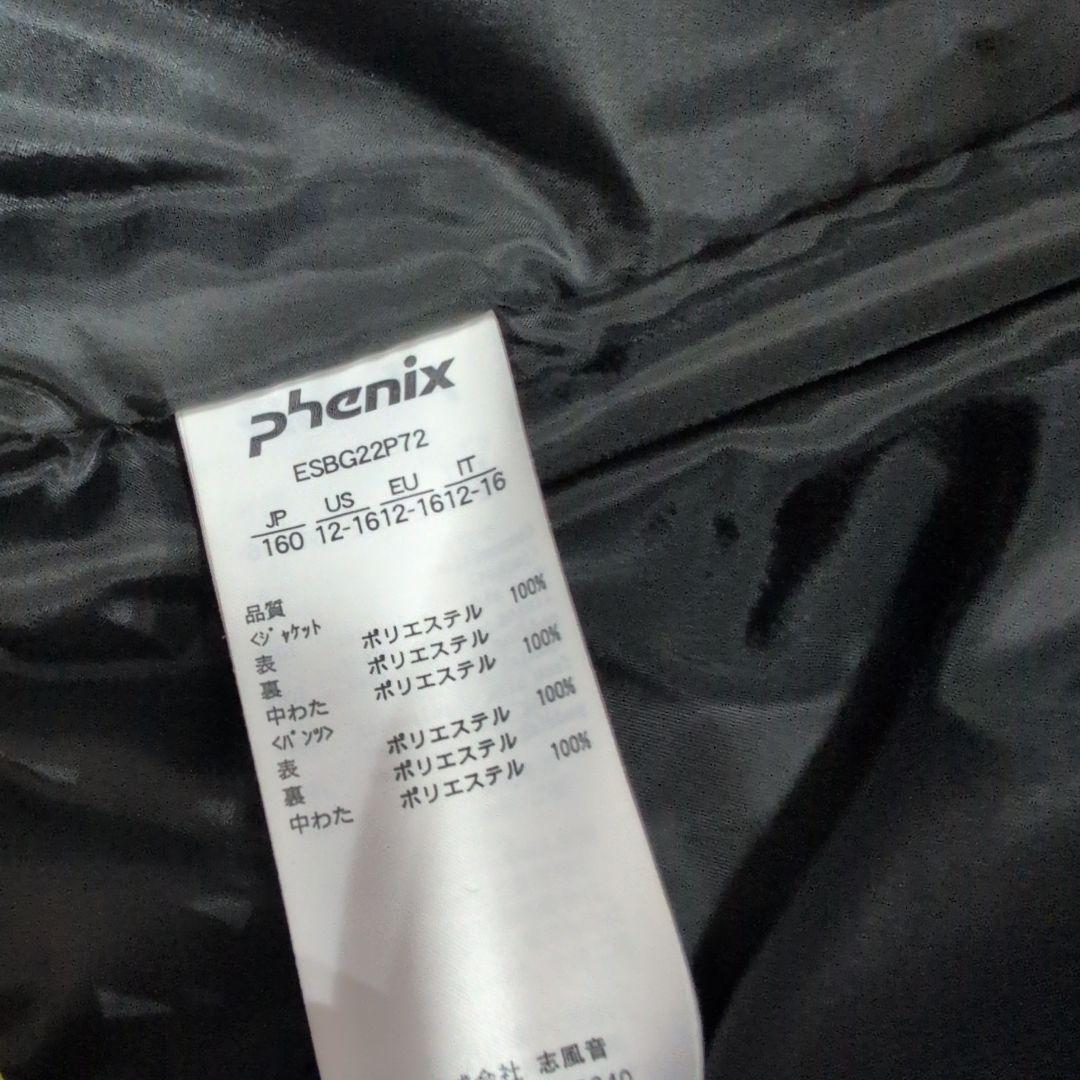 phenix
ESBG22P72
JP US EU IT
160 12-16 12-16 12-16
品質
<ジャケット
表 ポリエステル 100%
裏 ポリエステル 100%
中わた ポリエステル 100%
<パンツ>
表 ポリエステル 100%
裏 ポリエステル
中わた ポリエステル
式会社 志風音